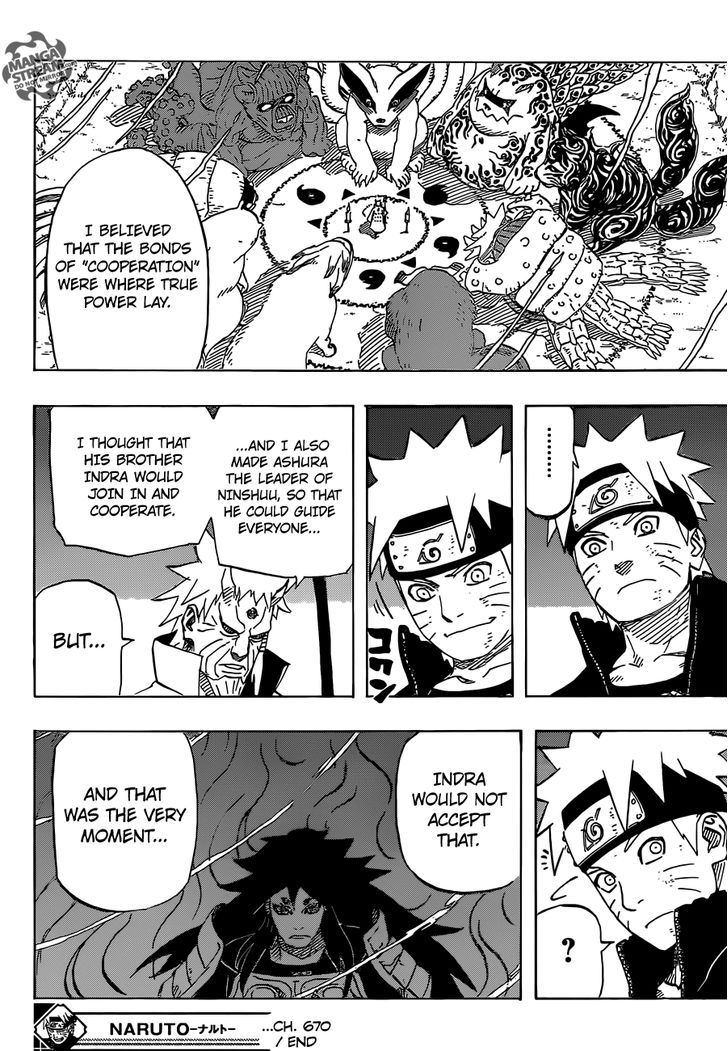 MANGA
STREAM
DO NOT MIRROR
I BELIEVED
THAT THE BONDS
OF "COOPERATION"
WERE WHERE TRUE
POWER LAY.
.........
...AND I ALSO
MADE ASHURA
THE LEADER OF
NINSHUU, SO THAT
HE COULD GUIDE
EVERYONE...
I THOUGHT THAT
HIS BROTHER
INDRA WOULD
JOIN IN AND
COOPERATE.
BUT...
?
INDRA
WOULD NOT
ACCEPT
THAT.
AND THAT
WAS THE VERY
MOMENT...
NARUTO -ナルト-
...CH. 670
/ END